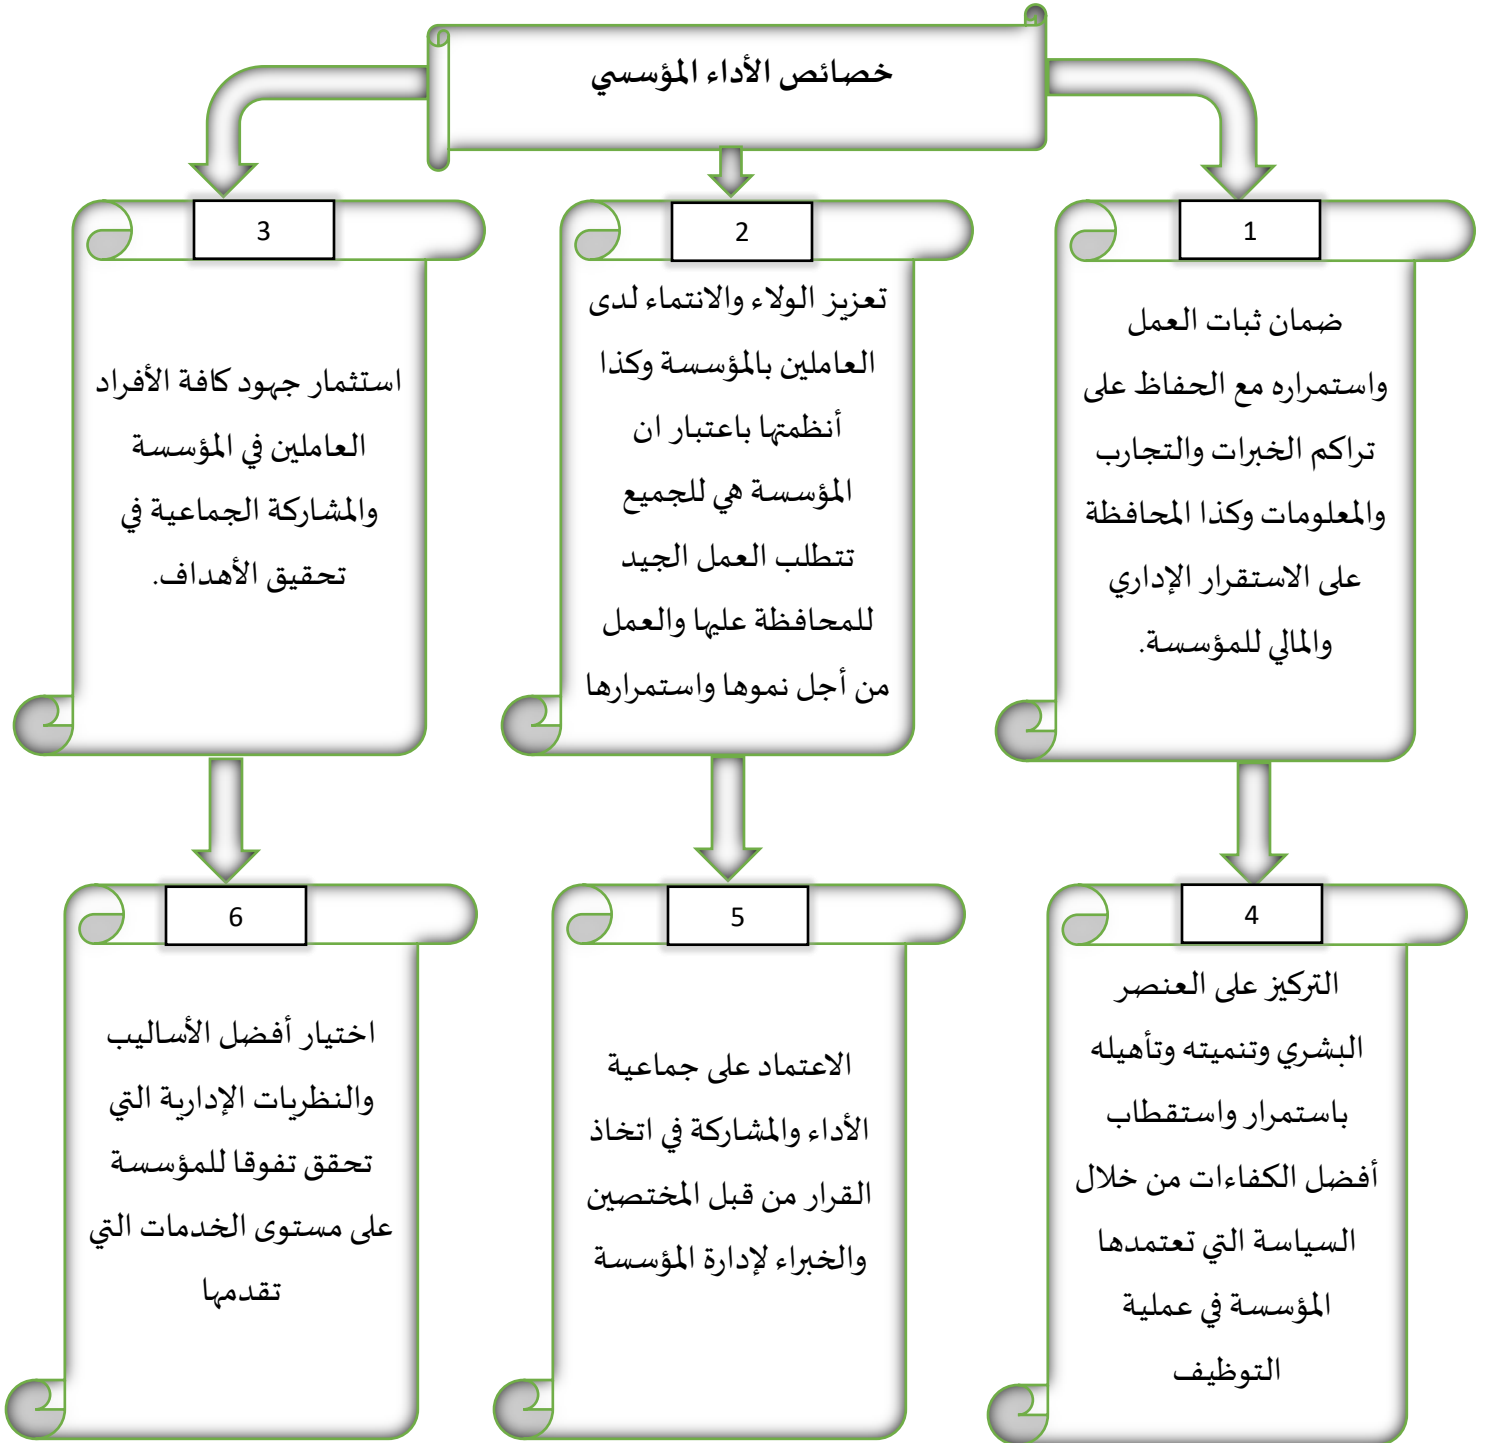 خصائص الأداء المؤسسي
1
ضمان ثبات العمل
واستمراره مع الحفاظ على
تراكم الخبرات والتجارب
والمعلومات وكذا المحافظة
على الاستقرار الإداري
والمالي للمؤسسة.
2
تعزيز الولاء والانتماء لدى
العاملين بالمؤسسة وكذا
أنظمتها باعتبار ان
المؤسسة هي للجميع
تتطلب العمل الجيد
للمحافظة عليها والعمل
من أجل نموها واستمرارها
3
استثمار جهود كافة الأفراد
العاملين في المؤسسة
والمشاركة الجماعية في
تحقيق الأهداف.
4
التركيز على العنصر
البشري وتنميته وتأهيله
باستمرار واستقطاب
أفضل الكفاءات من خلال
السياسة التي تعتمدها
المؤسسة في عملية
التوظيف
5
الاعتماد على جماعية
الأداء والمشاركة في اتخاذ
القرار من قبل المختصين
والخبراء لإدارة المؤسسة
6
اختيار أفضل الأساليب
والنظريات الإدارية التي
تحقق تفوقا للمؤسسة
على مستوى الخدمات التي
تقدمها